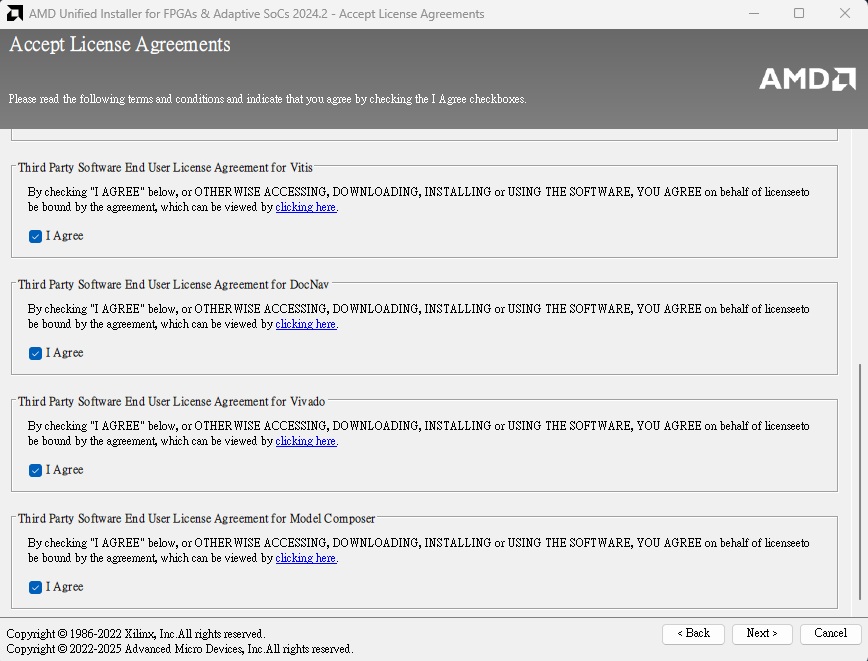 AMD Unified Installer for FPGAs & Adaptive SoCs 2024.2 - Accept License Agreements
Accept License Agreements
AMD
Please read the following terms and conditions and indicate that you agree by checking the I Agree checkboxes.
Third Party Software End User License Agreement for Vitis
By checking "I AGREE" below, or OTHERWISE ACCESSING, DOWNLOADING, INSTALLING or USING THE SOFTWARE, YOU AGREE on behalf of licenseeto
be bound by the agreement, which can be viewed by clicking here.
I Agree
Third Party Software End User License Agreement for DocNav
By checking "I AGREE" below, or OTHERWISE ACCESSING, DOWNLOADING, INSTALLING or USING THE SOFTWARE, YOU AGREE on behalf of licenseeto
be bound by the agreement, which can be viewed by clicking here.
I Agree
Third Party Software End User License Agreement for Vivado
By checking "I AGREE" below, or OTHERWISE ACCESSING, DOWNLOADING, INSTALLING or USING THE SOFTWARE, YOU AGREE on behalf of licenseeto
be bound by the agreement, which can be viewed by clicking here.
I Agree
Third Party Software End User License Agreement for Model Composer
By checking "I AGREE" below, or OTHERWISE ACCESSING, DOWNLOADING, INSTALLING or USING THE SOFTWARE, YOU AGREE on behalf of licenseeto
be bound by the agreement, which can be viewed by clicking here.
I Agree
Copyright © 1986-2022 Xilinx, Inc.All rights reserved.
Copyright © 2022-2025 Advanced Micro Devices, Inc.All rights reserved.
< Back
Next >
Cancel